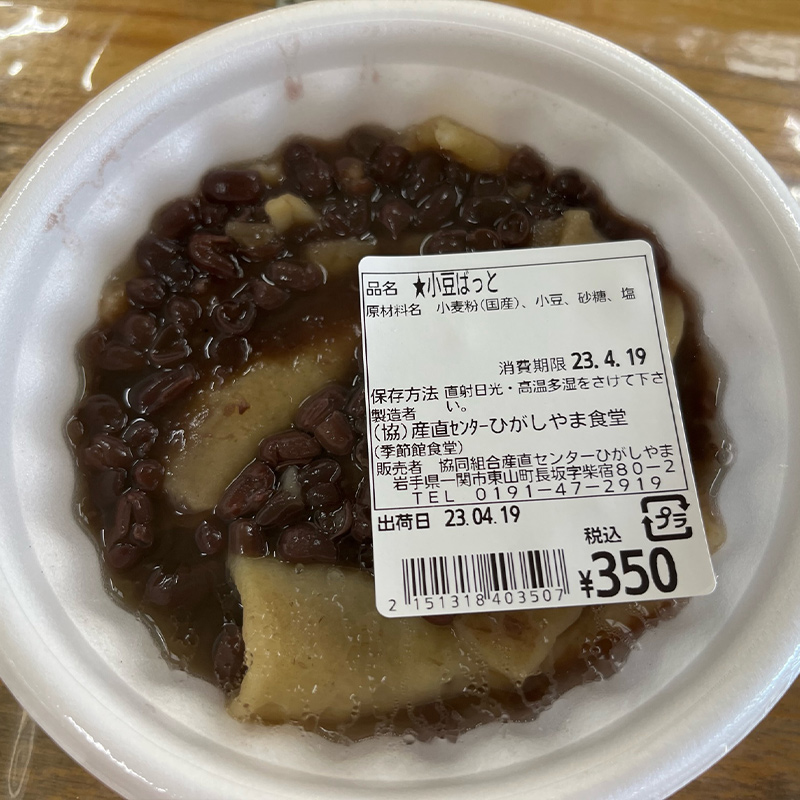 品名 ★小豆ばっと
原材料名 小麦粉(国産)、小豆、砂糖、塩
消費期限 23.4.19
保存方法 直射日光・高温多湿をさけて下さ
い。
製造者
(協)産直センターひがしやま食堂
(季節館食堂)
販売者 協同組合産直センターひがしやま
岩手県一関市東山町長坂字柴宿80-2
TEL 0191-47-2919
出荷日 23.04.19
プラ
税込
¥350
2 151318 403507